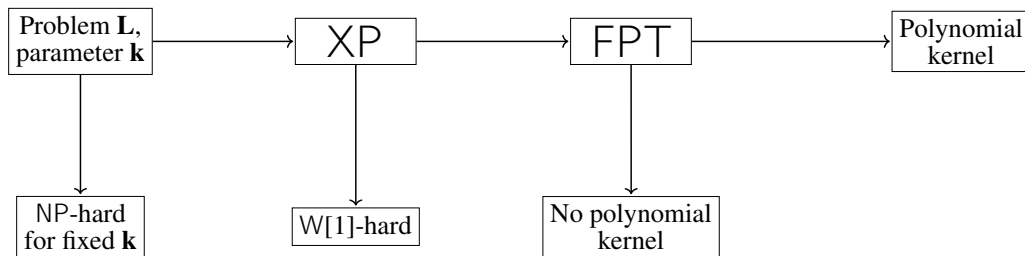 Problem L,
parameter k
XP
FPT
Polynomial
kernel
NP-hard
for fixed k
W[1]-hard
No polynomial
kernel